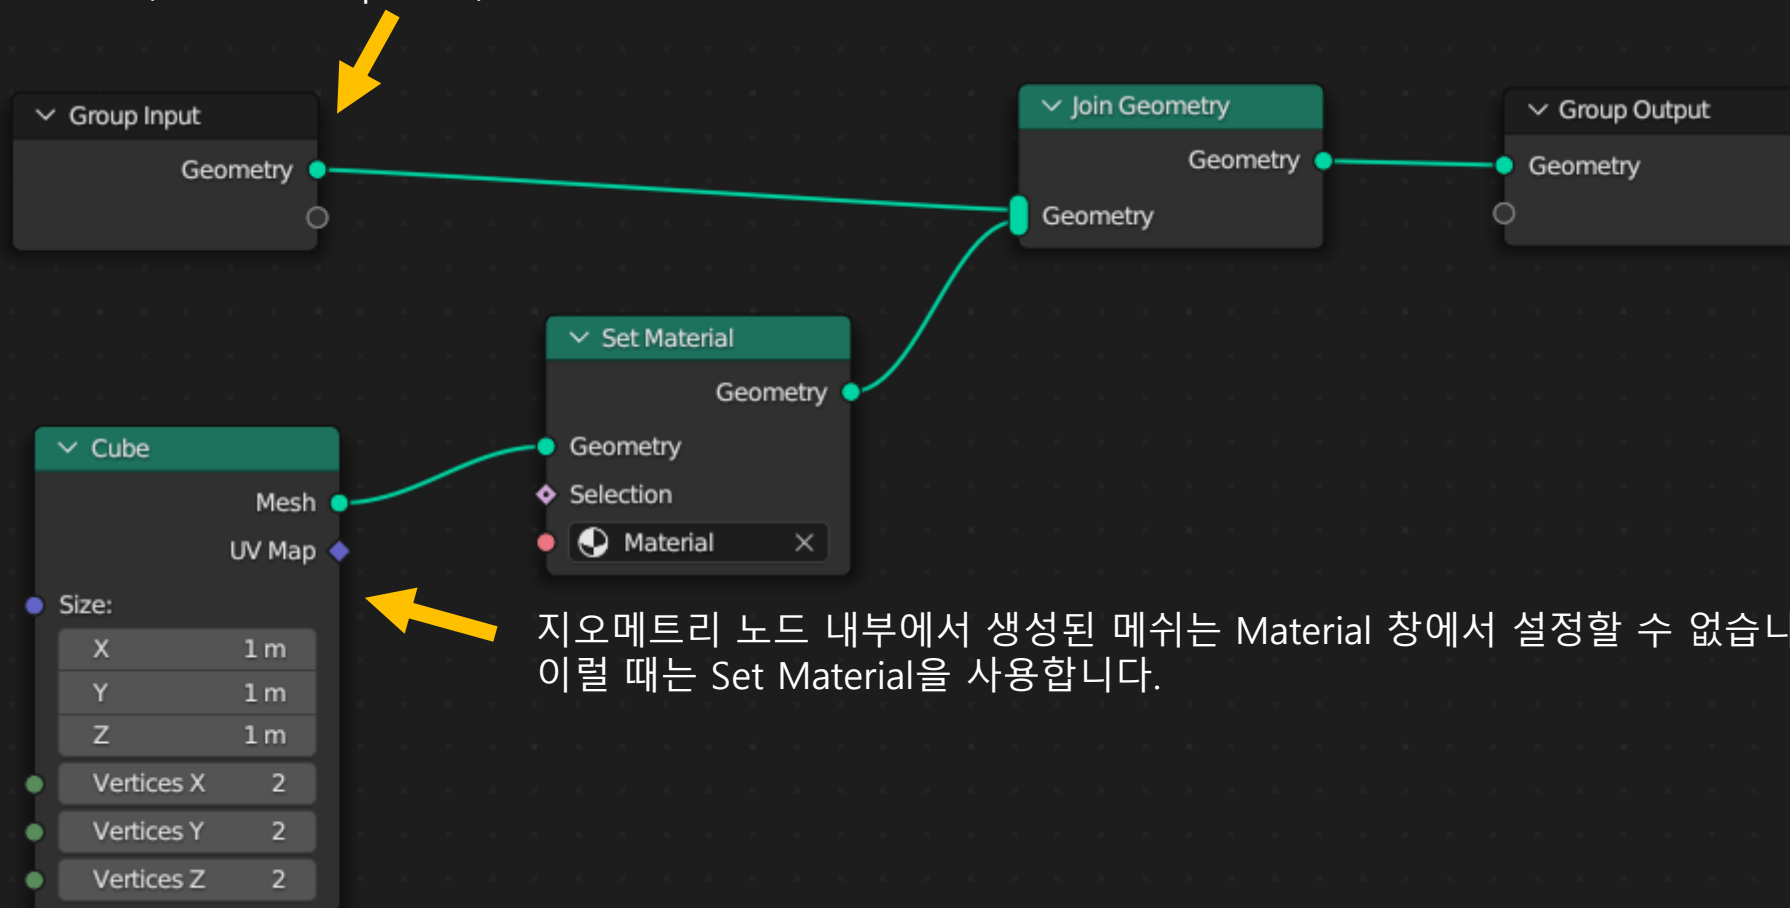 Group Input
Geometry
Join Geometry
Geometry
Geometry
Group Output
Geometry
Set Material
Geometry
Geometry
Selection
Material
Cube
Mesh
UV Map
Size:
X 1 m
Y 1 m
Z 1 m
Vertices X 2
Vertices Y 2
Vertices Z 2
지오메트리 노드 내부에서 생성된 메쉬는 Material 창에서 설정할 수
이럴 때는 Set Material을 사용합니다.